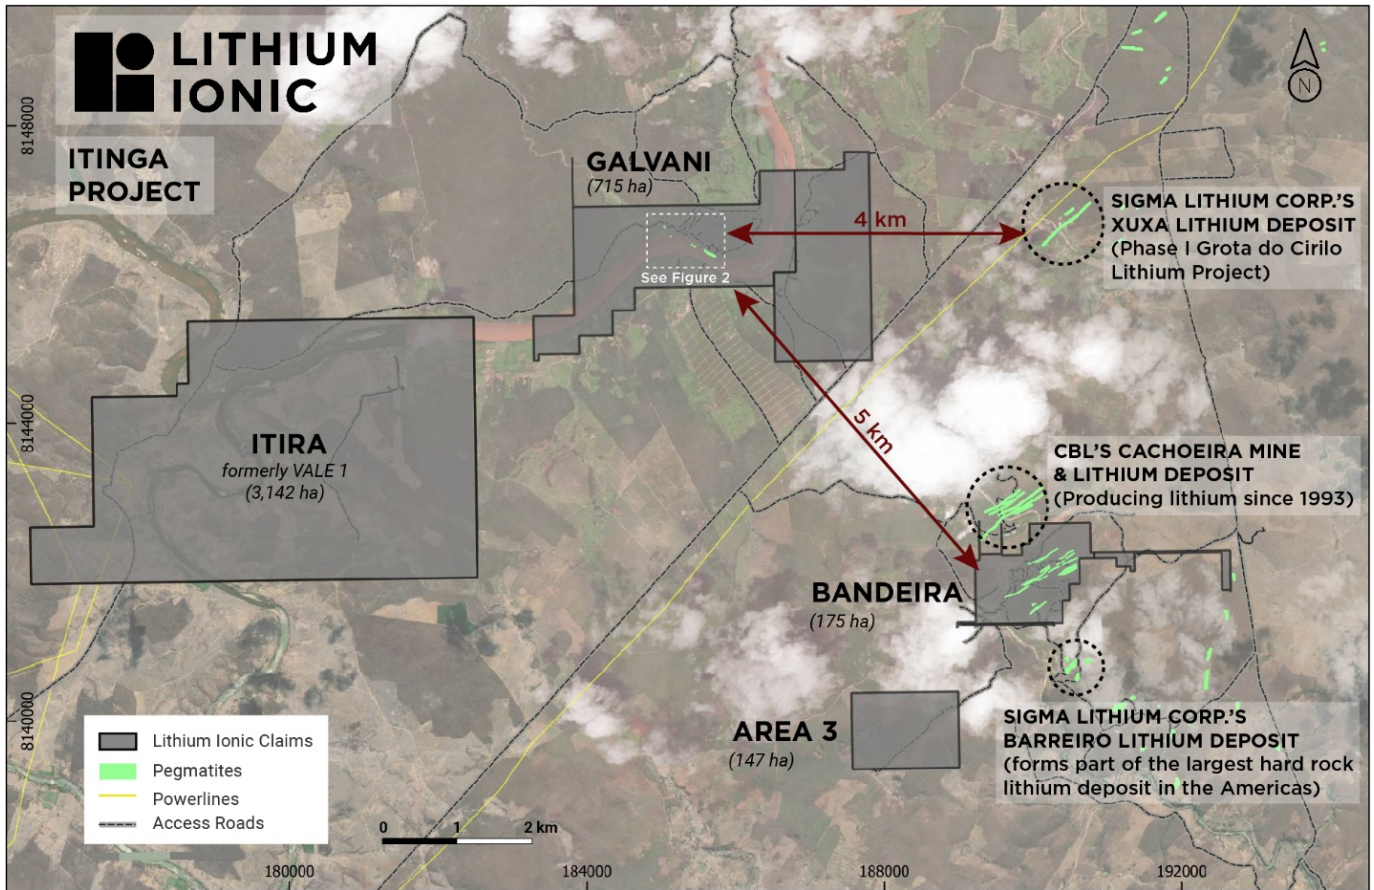 LITHIUM
IONIC
ITINGA
PROJECT
N
GALVANI
(715 ha)
See Figure 2
4 km
5 km
SIGMA LITHIUM CORP.'S
XUXA LITHIUM DEPOSIT
(Phase I Grota do Cirilo
Lithium Project)
ITIRA
formerly VALE 1
(3,142 ha)
CBL'S CACHOEIRA MINE
& LITHIUM DEPOSIT
(Producing lithium since 1993)
BANDEIRA
(175 ha)
AREA 3
(147 ha)
SIGMA LITHIUM CORP.'S
BARREIRO LITHIUM DEPOSIT
(forms part of the largest hard rock
lithium deposit in the Americas)
Lithium Ionic Claims
Pegmatites
Powerlines
Access Roads
0 1 2 km
8148000
8144000
8140000
180000 184000 188000 192000